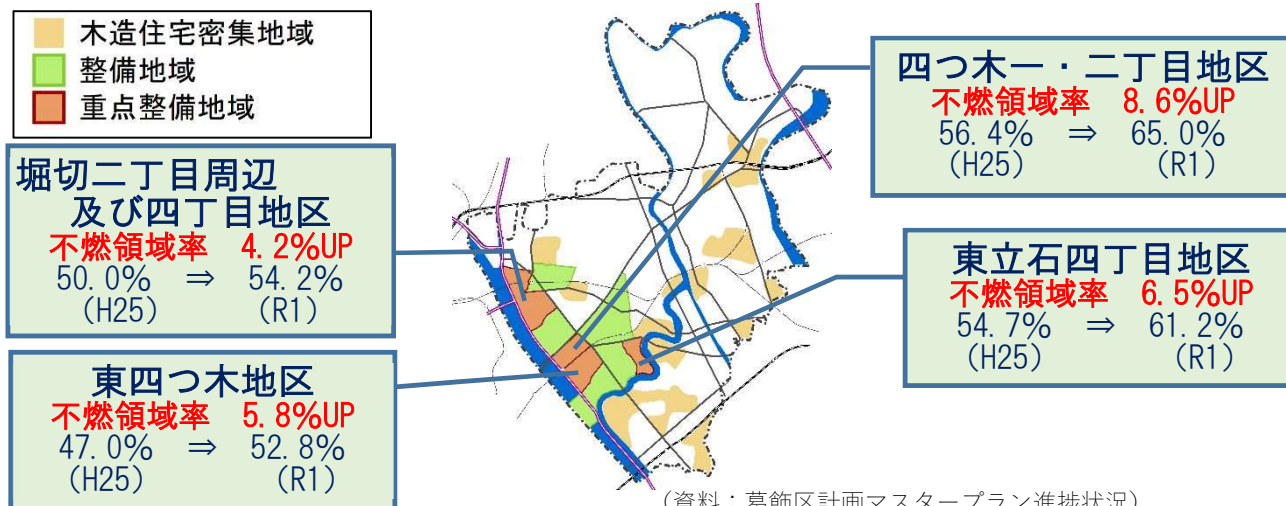 木造住宅密集地域
整備地域
重点整備地域
堀切二丁目周辺
及び四丁目地区
不燃領域率 4.2%UP
50.0% ⇒ 54.2%
(H25) (R1)
東四つ木地区
不燃領域率 5.8%UP
47.0% ⇒ 52.8%
(H25) (R1)
四つ木一・二丁目地区
不燃領域率 8.6%UP
56.4% ⇒ 65.0%
(H25) (R1)
東立石四丁目地区
不燃領域率 6.5%UP
54.7% ⇒ 61.2%
(H25) (R1)
(資料:葛飾区計画マスタープラン進捗状況)